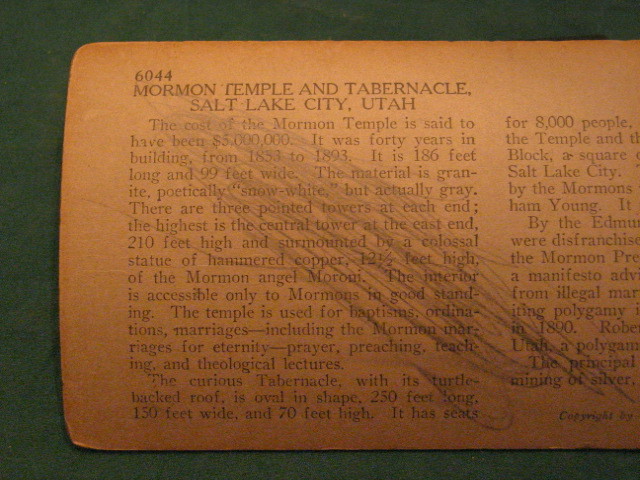 6044
MORMON TEMPLE AND TABERNACLE,
SALT LAKE CITY, UTAH
The cost of the Mormon Temple is said to
have been $5,000,000. It was forty years in
building, from 1853 to 1893. It is 186 feet
long and 99 feet wide. The material is gran-
ite, poetically "snow-white," but actually gray.
There are three pointed towers at each end;
the highest is the central tower at the east end,
210 feet high and surmounted by a colossal
statue of hammered copper, 12½ feet high,
of the Mormon angel Moroni. The interior
is accessible only to Mormons in good stand-
ing. The temple is used for baptisms, ordina-
tions, marriages—including the Mormon mar-
riages for eternity—prayer, preaching, teach-
ing, and theological lectures.
The curious Tabernacle, with its turtle-
backed roof, is oval in shape, 250 feet long,
150 feet wide, and 70 feet high. It has seats
for 8,000 people,
the Temple and th
Block, a square
Salt Lake City.
by the Mormons
ham Young. It
By the Edmun
were disfranchise
the Mormon Pre
a manifesto advi
from illegal mar
iting polygamy i
in 1890. Rober
Utah, a polygam
The principal
mining of silver,
Copyright by